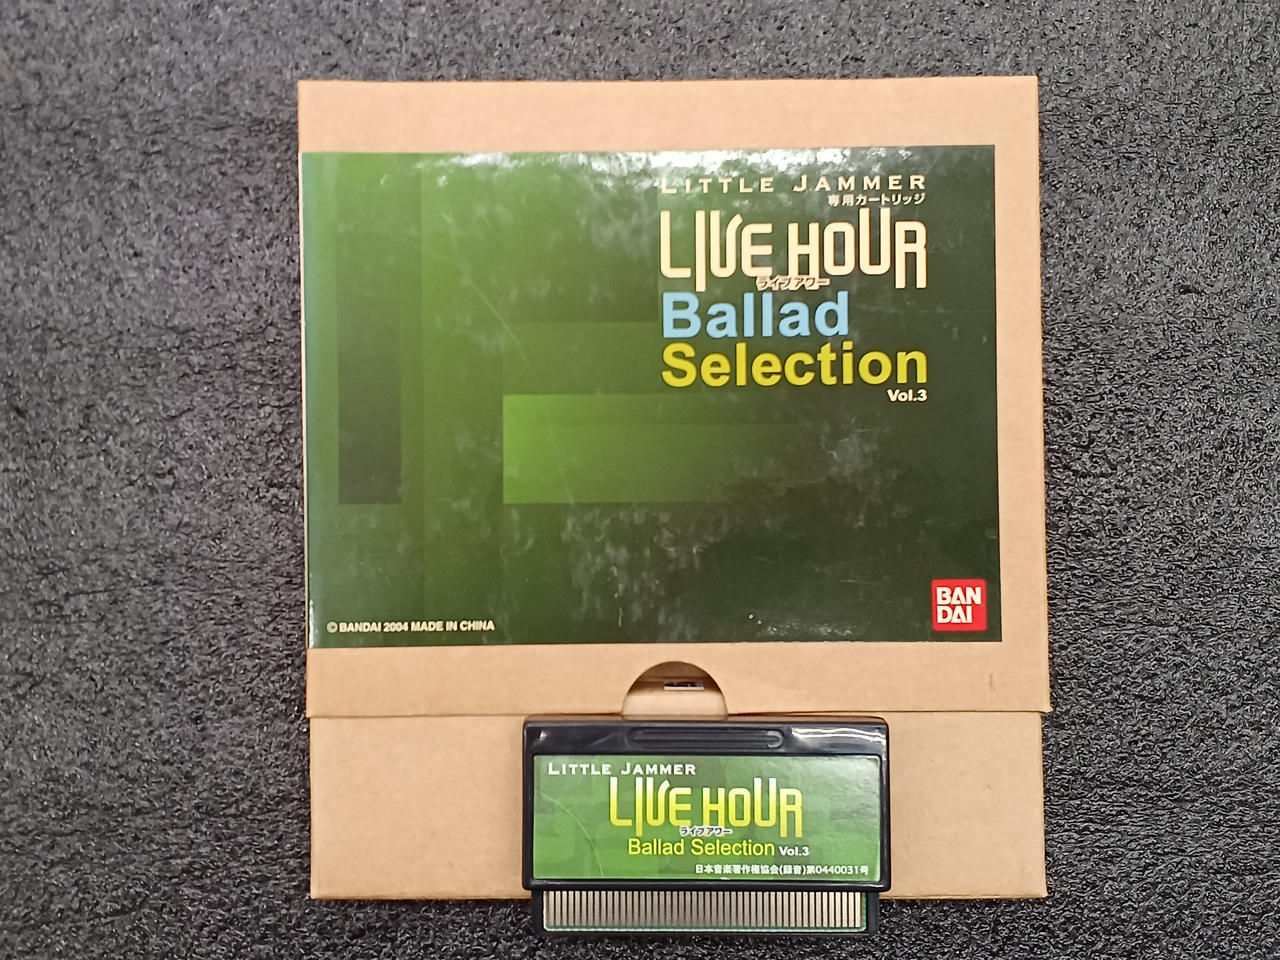 LITTLE JAMMER
専用カートリッジ
LIVE HOUR
ライブアワー
Ballad
Selection
Vol.3
BAN
DAI
© BANDAI 2004 MADE IN CHINA
LITTLE JAMMER
LIVE HOUR
ライブアワー
Ballad Selection Vol.3
日本音楽著作権協会(録音)第0440031号